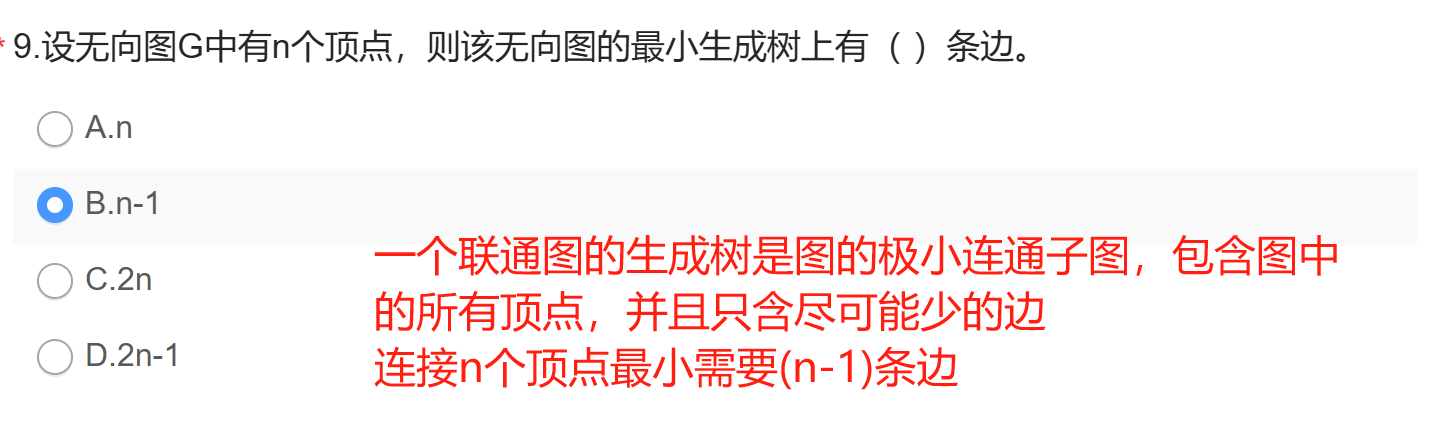 * 9.设无向图G中有n个顶点，则该无向图的最小生成树上有（ ）条边。
A.n
B.n-1
C.2n
D.2n-1
一个联通图的生成树是图的极小连通子图，包含图中
的所有顶点，并且只含尽可能少的边
连接n个顶点最小需要(n-1)条边